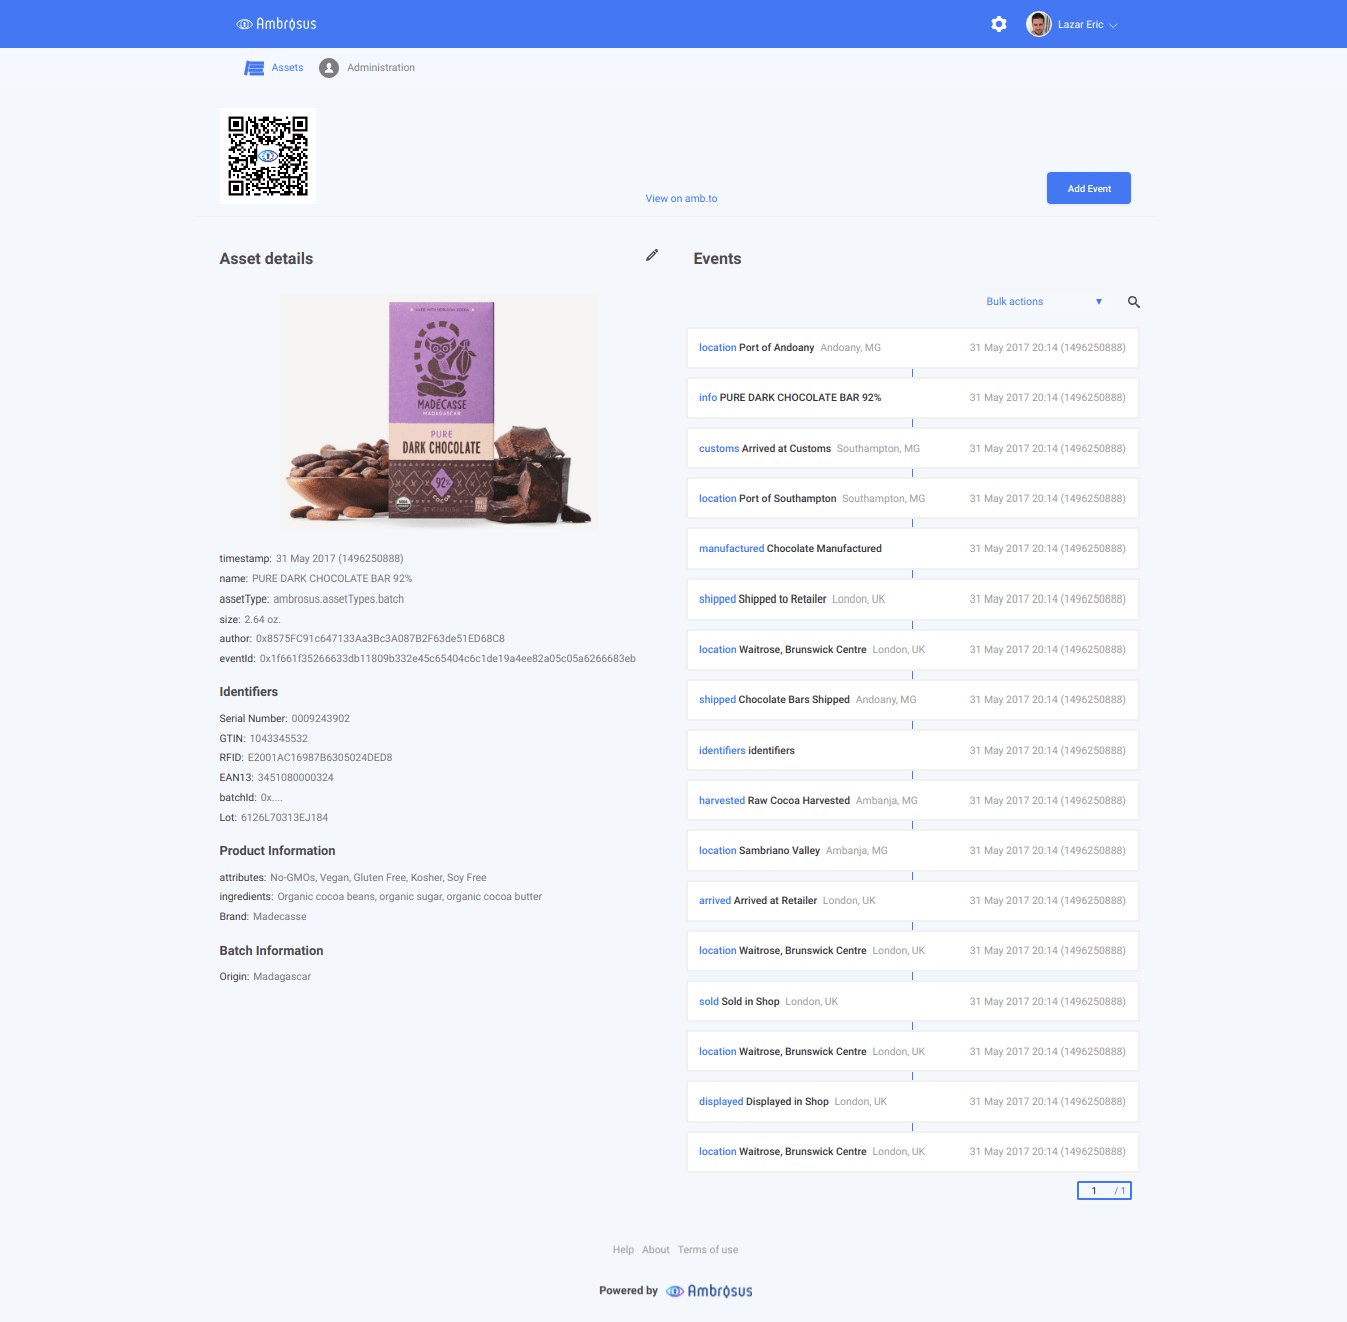 Ambrosus
Lazar Eric
Assets
Administration
View on amb.to
Add Event
Asset details
MADÉCASSE
MADAGASCAR
PURE
DARK CHOCOLATE
92%
COCOA
timestamp: 31 May 2017 (1496250888)
name: PURE DARK CHOCOLATE BAR 92%
assetType: ambrosus.assetTypes.batch
size: 2.64 oz.
author: 0x8575FC91c647133Aa3Bc3A087B2F63de51ED68C8
eventId: 0x1f661f35266633db11809b332e45c65404c6c1de19a4ee82a05c05a6266683eb
Identifiers
Serial Number: 0009243902
GTIN: 1043345532
RFID: E2001AC16987B6305024DED8
EAN13: 3451080000324
batchId: 0x....
Lot: 6126L70313EJ184
Product Information
attributes: No-GMOs, Vegan, Gluten Free, Kosher, Soy Free
ingredients: Organic cocoa beans, organic sugar, organic cocoa butter
Brand: Madecasse
Batch Information
Origin: Madagascar
Events
Bulk actions
location Port of Andoany Andoany, MG 31 May 2017 20:14 (1496250888)
info PURE DARK CHOCOLATE BAR 92% 31 May 2017 20:14 (1496250888)
customs Arrived at Customs Southampton, MG 31 May 2017 20:14 (1496250888)
location Port of Southampton Southampton, MG 31 May 2017 20:14 (1496250888)
manufactured Chocolate Manufactured 31 May 2017 20:14 (1496250888)
shipped Shipped to Retailer London, UK 31 May 2017 20:14 (1496250888)
location Waitrose, Brunswick Centre London, UK 31 May 2017 20:14 (1496250888)
shipped Chocolate Bars Shipped Andoany, MG 31 May 2017 20:14 (1496250888)
identifiers identifiers 31 May 2017 20:14 (1496250888)
harvested Raw Cocoa Harvested Ambanja, MG 31 May 2017 20:14 (1496250888)
location Sambriano Valley Ambanja, MG 31 May 2017 20:14 (1496250888)
arrived Arrived at Retailer London, UK 31 May 2017 20:14 (1496250888)
location Waitrose, Brunswick Centre London, UK 31 May 2017 20:14 (1496250888)
sold Sold in Shop London, UK 31 May 2017 20:14 (1496250888)
location Waitrose, Brunswick Centre London, UK 31 May 2017 20:14 (1496250888)
displayed Displayed in Shop London, UK 31 May 2017 20:14 (1496250888)
location Waitrose, Brunswick Centre London, UK 31 May 2017 20:14 (1496250888)
1 / 1
Help About Terms of use
Powered by Ambrosus